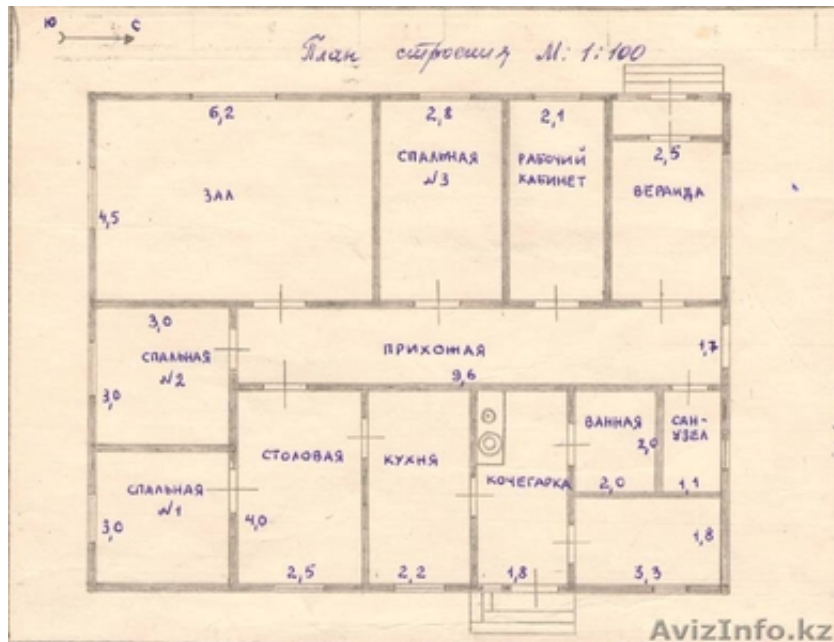 Ю С
План строения М: 1:100
6,2
2,8
2,1
2,5
СПАЛЬНАЯ
№3
РАБОЧИЙ
КАБИНЕТ
ВЕРАНДА
ЗАЛ
4,5
3,0
СПАЛЬНАЯ
№2
3,0
ПРИХОЖАЯ
9,6
1,7
СТОЛОВАЯ
4,0
2,5
КУХНЯ
2,2
КОЧЕГАРКА
1,8
ВАННАЯ
2,0
2,0
САН-
УЗЕЛ
1,1
СПАЛЬНАЯ
№1
3,0
1,8
3,3
AvizInfo.kz